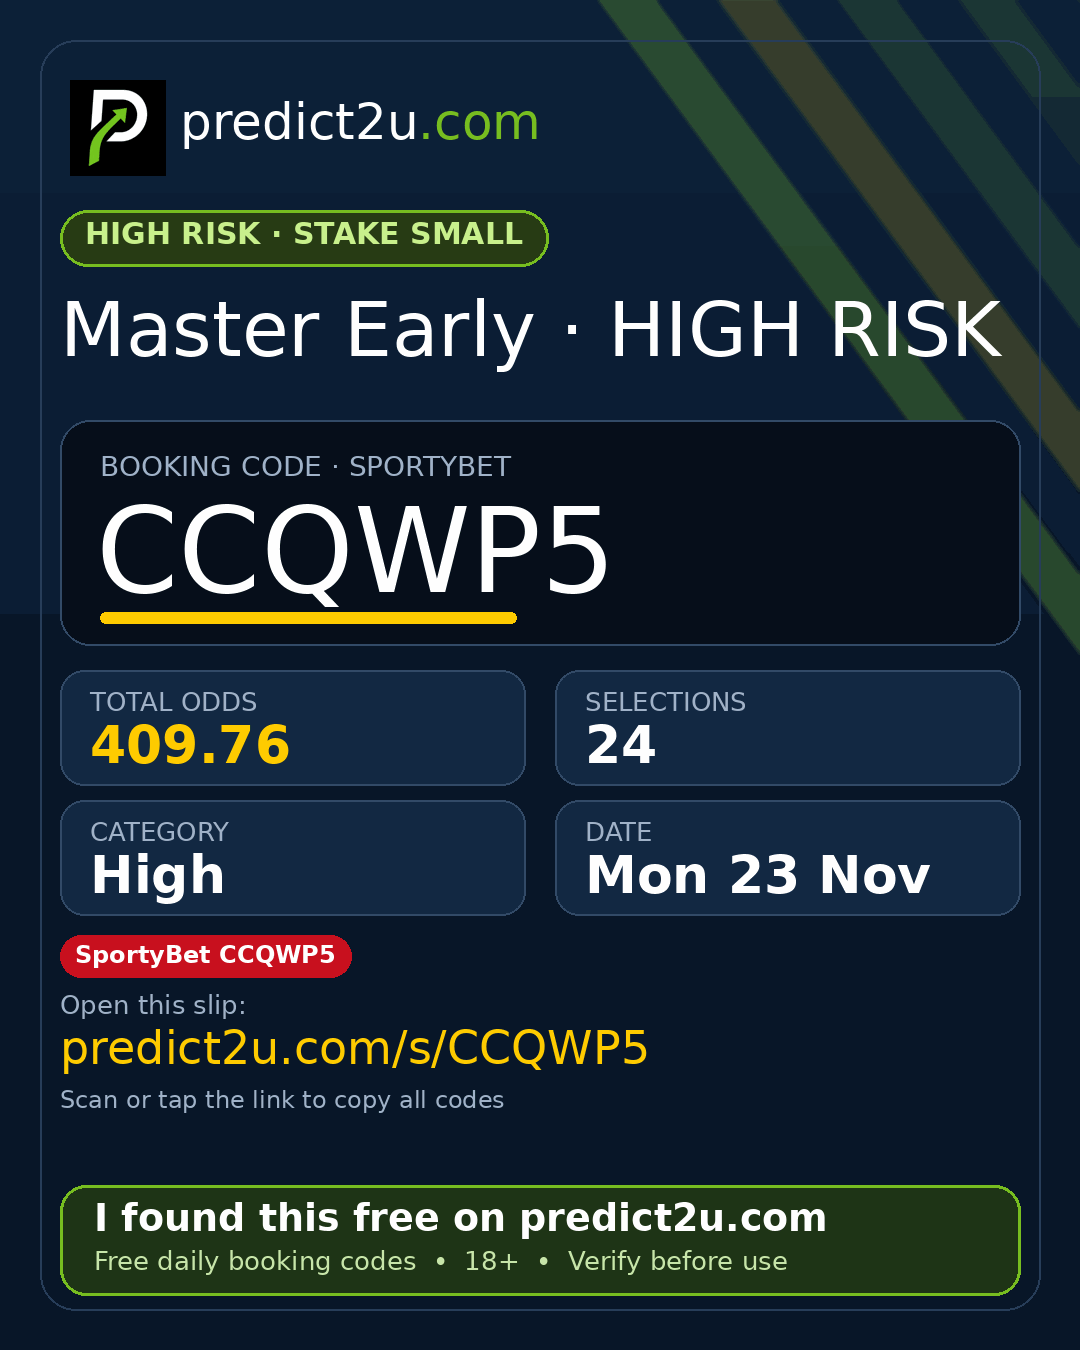 predict2u.com
HIGH RISK · STAKE SMALL
Master Early · HIGH RISK
BOOKING CODE · SPORTYBET
CCQWP5
TOTAL ODDS
409.76
SELECTIONS
24
CATEGORY
High
DATE
Mon 23 Nov
SportyBet CCQWP5
Open this slip:
predict2u.com/s/CCQWP5
Scan or tap the link to copy all codes
I found this free on predict2u.com
Free daily booking codes • 18+ • Verify before use